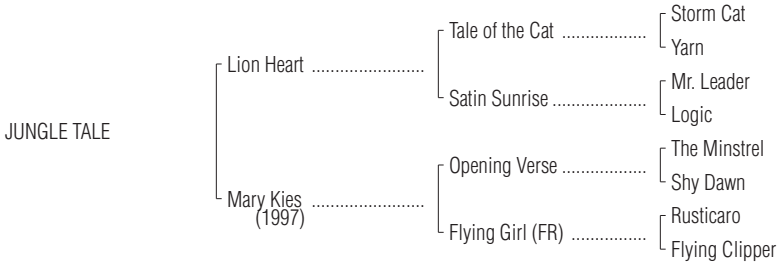 Storm Cat
Tale of the Cat ..................
Yarn
Lion Heart ........................
Mr. Leader
Satin Sunrise ....................
Logic
JUNGLE TALE
The Minstrel
Opening Verse ..................
Shy Dawn
Mary Kies ........................
(1997)
Rusticaro
Flying Girl (FR) ................
Flying Clipper